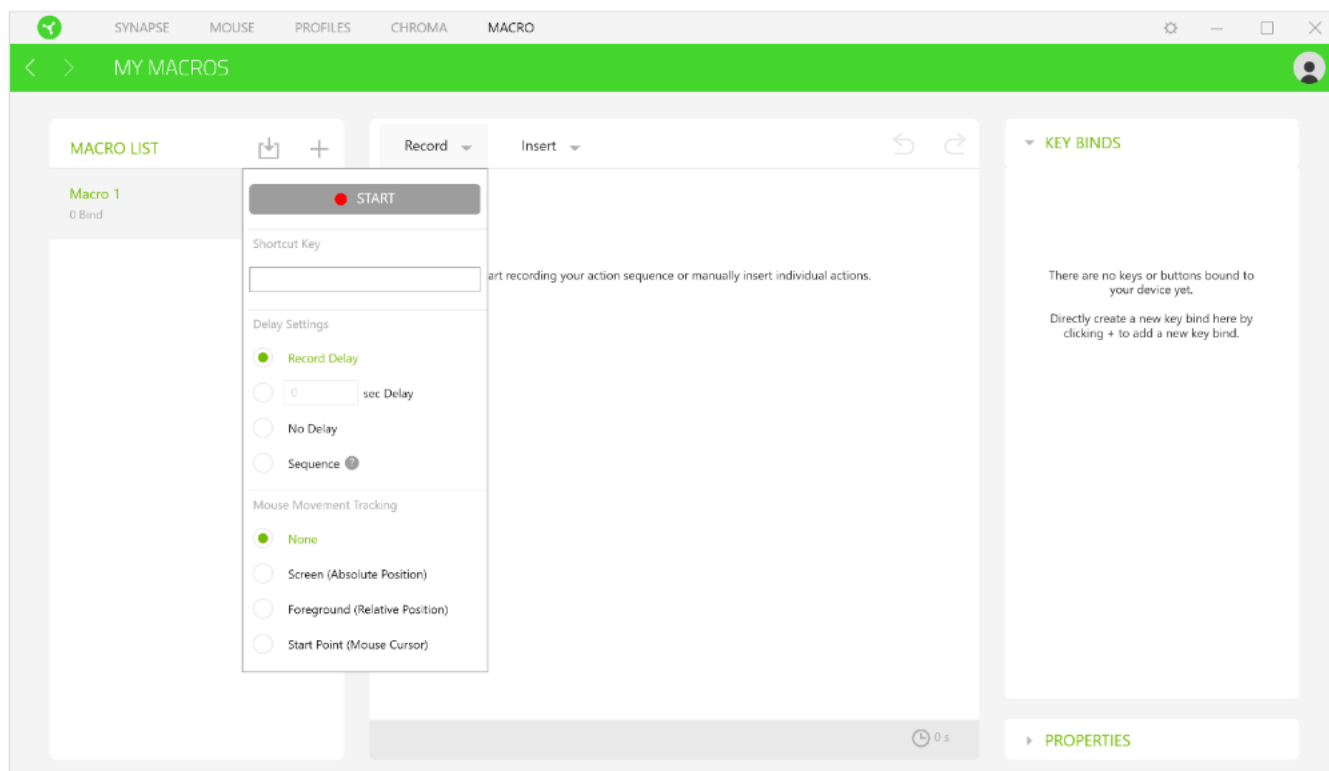 SYNAPSE MOUSE PROFILES CHROMA MACRO
MY MACROS
MACRO LIST
Macro 1
0 Bind
Record Insert
START
Shortcut Key
art recording your action sequence or manually insert individual actions.
Delay Settings
Record Delay
0 sec Delay
No Delay
Sequence ?
Mouse Movement Tracking
None
Screen (Absolute Position)
Foreground (Relative Position)
Start Point (Mouse Cursor)
0 s
KEY BINDS
There are no keys or buttons bound to
your device yet.
Directly create a new key bind here by
clicking + to add a new key bind.
PROPERTIES